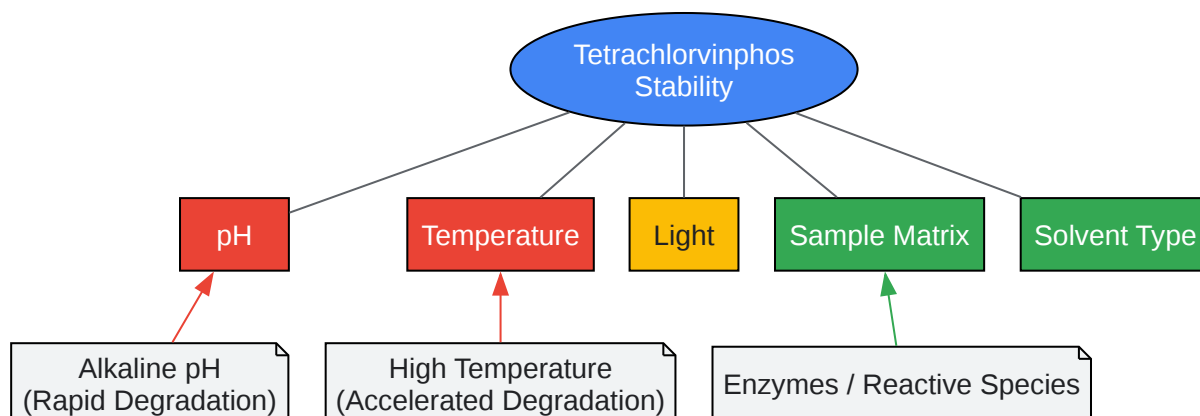 Tetrachlorvinphos
Stability
pH
Temperature
Light
Sample Matrix
Solvent Type
Alkaline pH
(Rapid Degradation)
High Temperature
(Accelerated Degradation)
Enzymes / Reactive Species